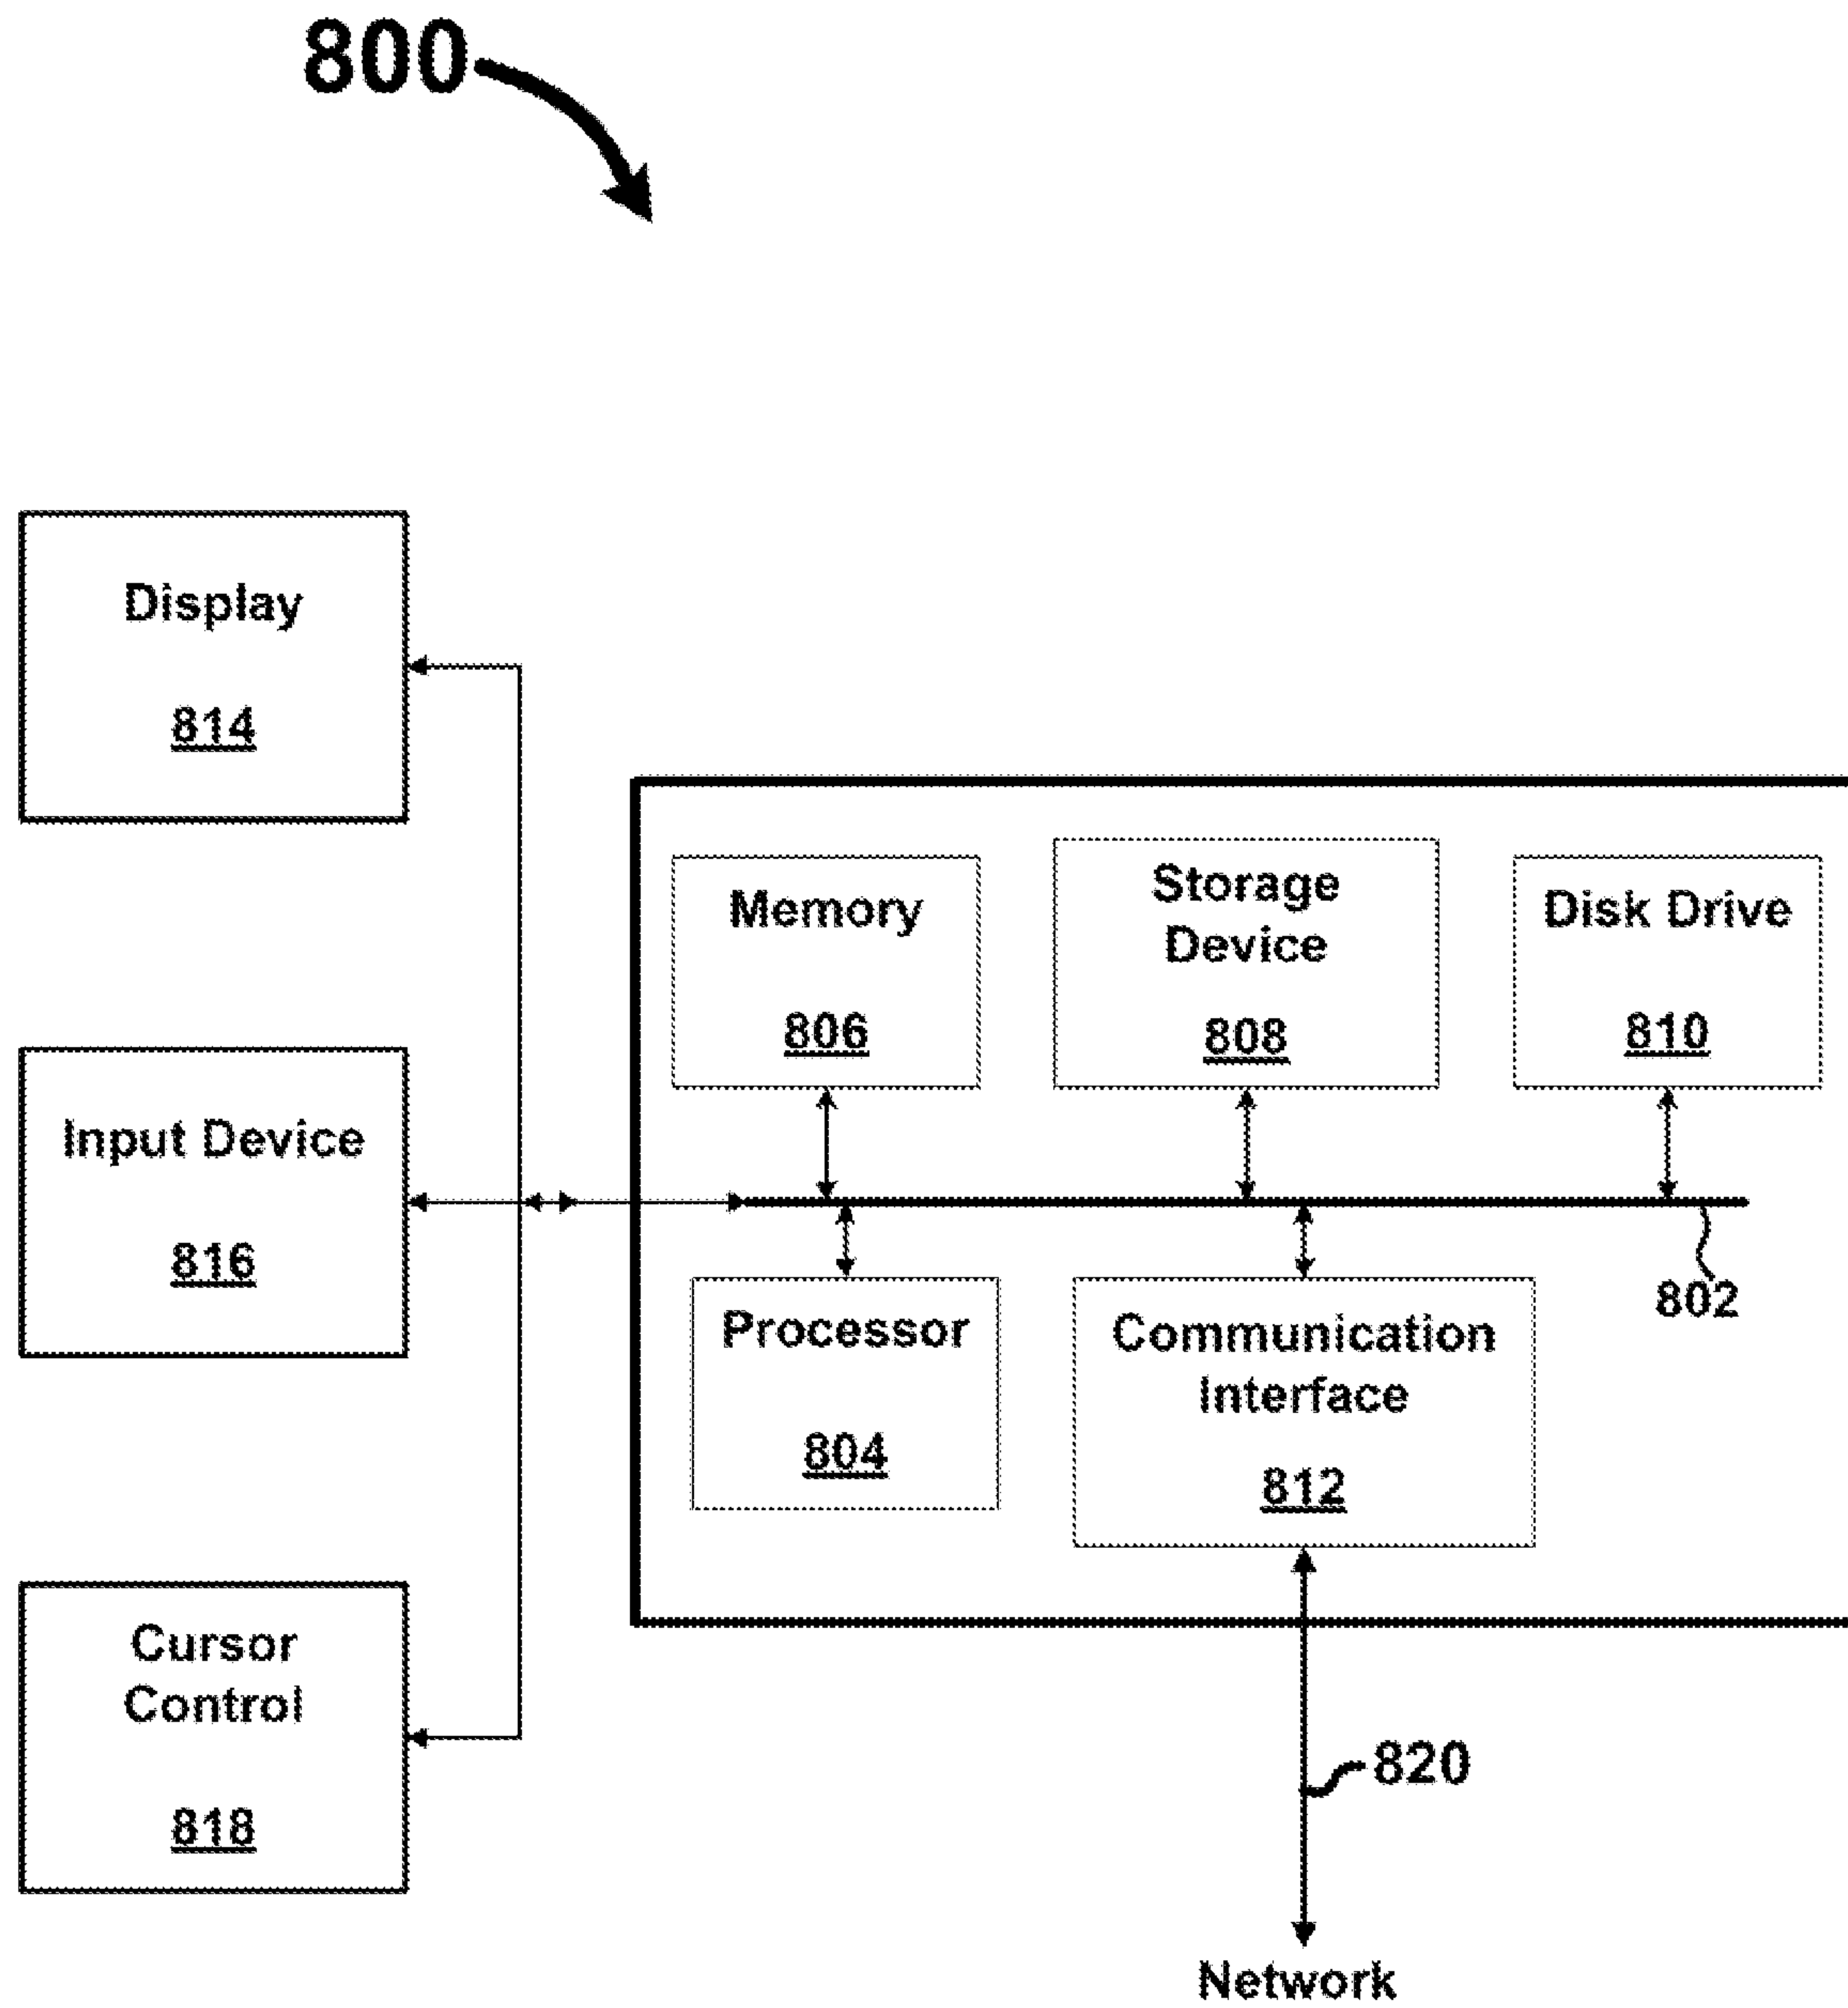 800
Display
814
Memory
806
Storage
Device
808
Disk Drive
810
Input Device
816
802
Processor
804
Communication
Interface
812
Cursor
Control
818
820
Network